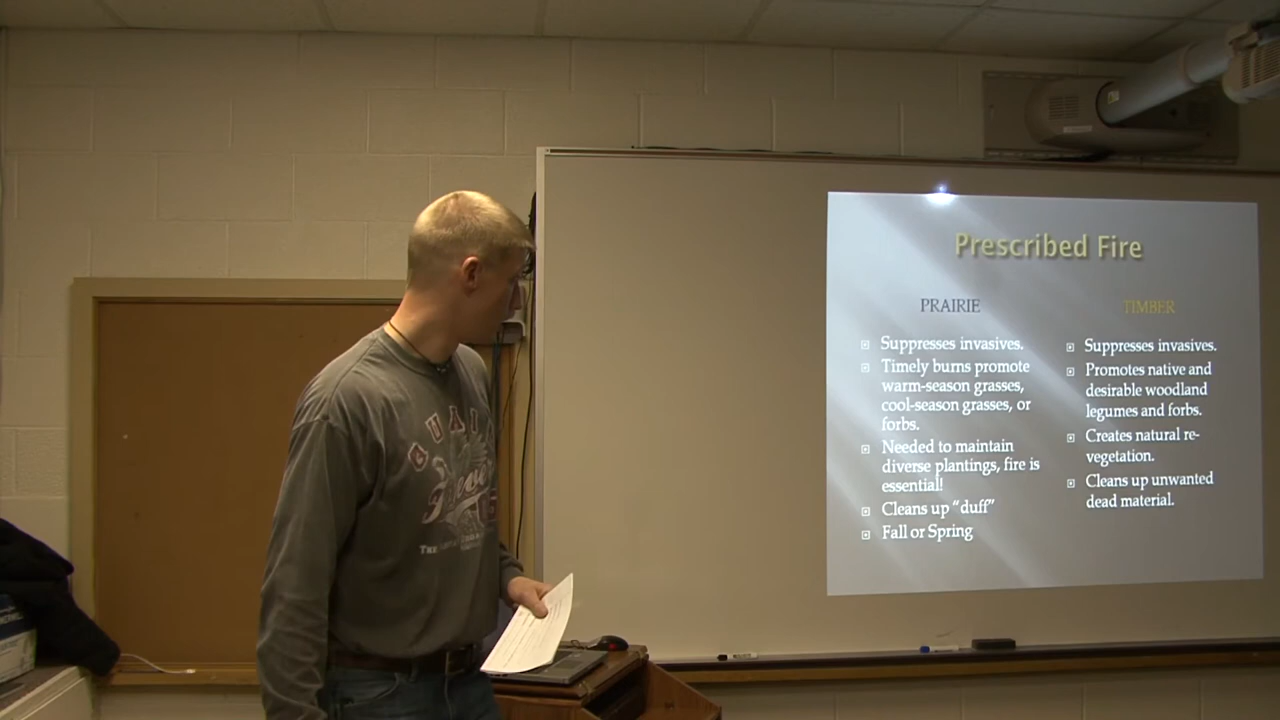 Prescribed Fire
PRAIRIE
Suppresses invasives.
Timely burns promote
warm-season grasses,
cool-season grasses, or
forbs.
Needed to maintain
diverse plantings, fire is
essential!
Cleans up “duff”
Fall or Spring
TIMBER
Suppresses invasives.
Promotes native and
desirable woodland
legumes and forbs.
Creates natural re-
vegetation.
Cleans up unwanted
dead material.
QUAIL
Forever